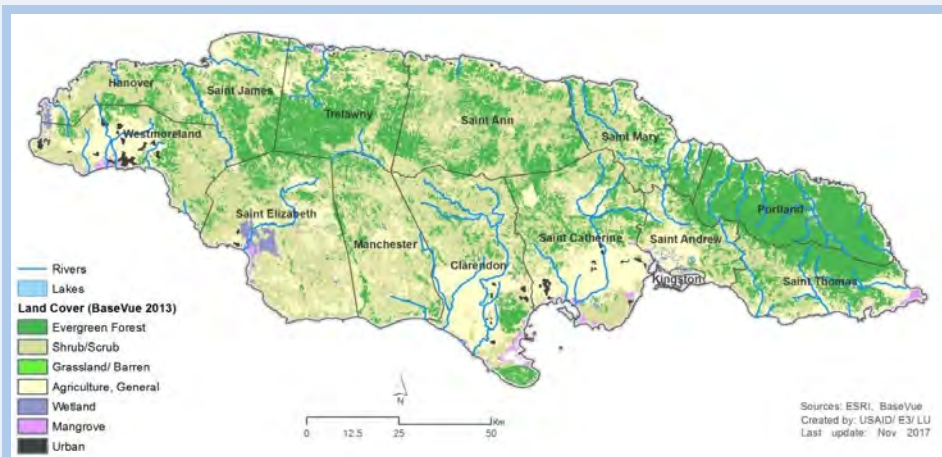 Hanover
Saint James
Trelawny
Saint Ann
Saint Mary
Westmoreland
Portland
Saint Elizabeth
Manchester
Clarendon
Saint Catherine
Saint Andrew
Kingston
Saint Thomas
Rivers
Lakes
Land Cover (BaseVue 2013)
Evergreen Forest
Shrub/Scrub
Grassland/ Barren
Agriculture, General
Wetland
Mangrove
Urban
N
Km
0 12.5 25 50
Sources: ESRI, BaseVue
Created by: USAID/ E3/ LU
Last update: Nov 2017